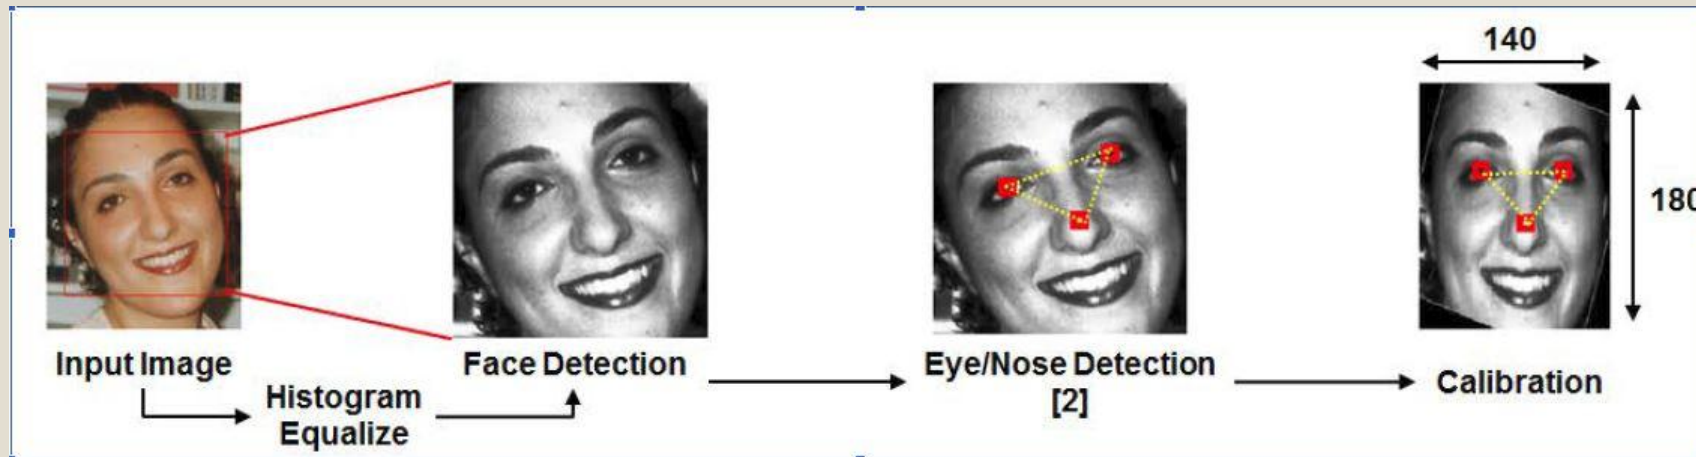 140
180
Input Image
Histogram
Equalize
Face Detection
Eye/Nose Detection
[2]
Calibration